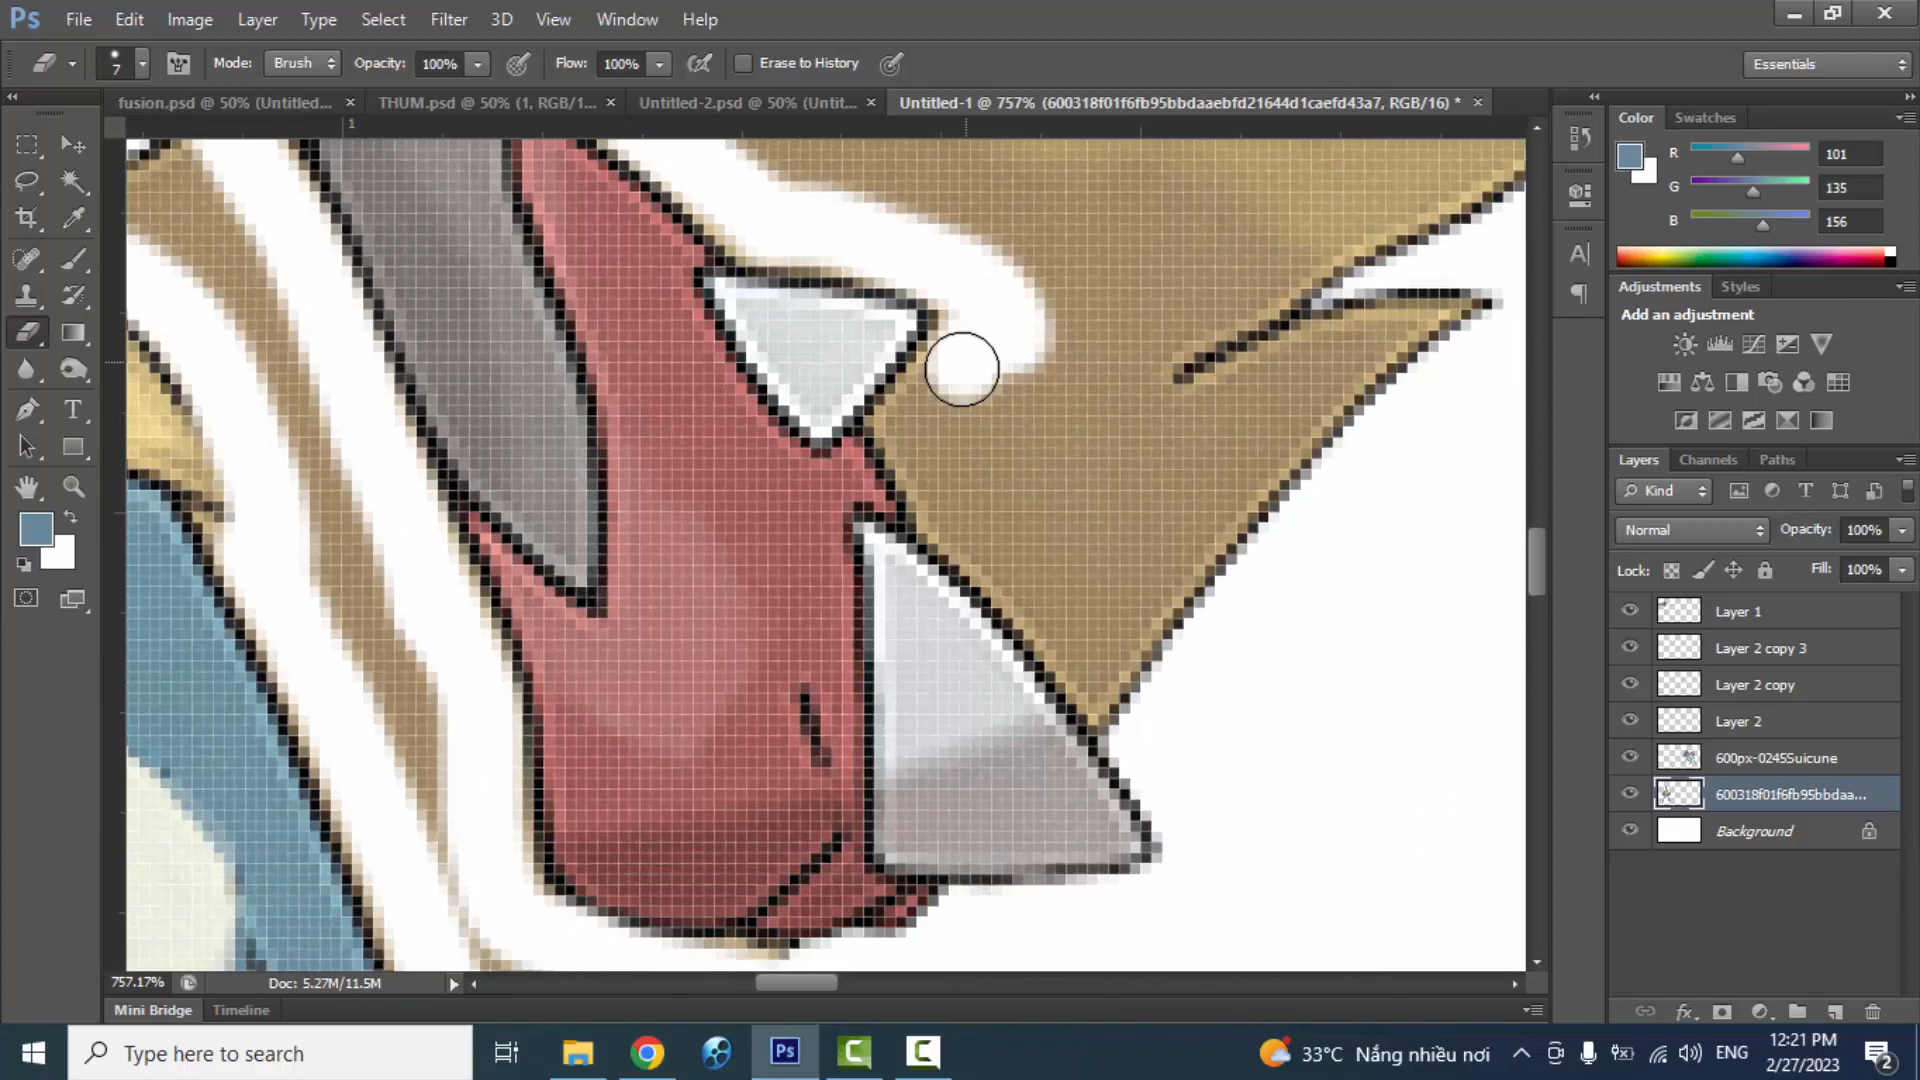 Ps File Edit Image Layer Type Select Filter 3D View Window Help
7 Mode: Brush Opacity: 100% Flow: 100% Erase to History Essentials
fusion.psd @ 50% (Untitled... × THUM.psd @ 50% (1, RGB/1... × Untitled-2.psd @ 50% (Untit... × Untitled-1 @ 757% (600318f01f6fb95bbdaaebfd21644d1caefd43a7, RGB/16) * ×
1
Color Swatches
R 101
G 135
B 156
Adjustments Styles
Add an adjustment
Layers Channels Paths
Kind
Normal Opacity: 100%
Lock: Fill: 100%
Layer 1
Layer 2 copy 3
Layer 2 copy
Layer 2
600px-0245Suicune
600318f01f6fb95bbdaa...
Background
757.17% Doc: 5.27M/11.5M
Mini Bridge Timeline
Type here to search
Ps
33°C Nắng nhiều nơi
ENG
12:21 PM
2/27/2023
2